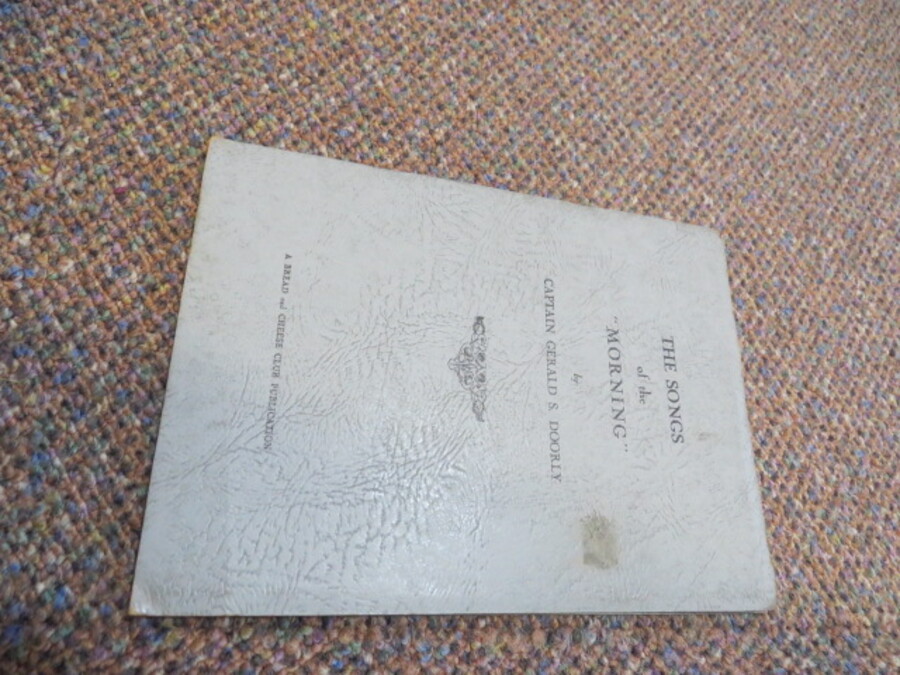 THE SONGS
of the
"MORNING"
by
CAPTAIN GERALD S. DOORLY
A BREAD and CHEESE CLUB PUBLICATION